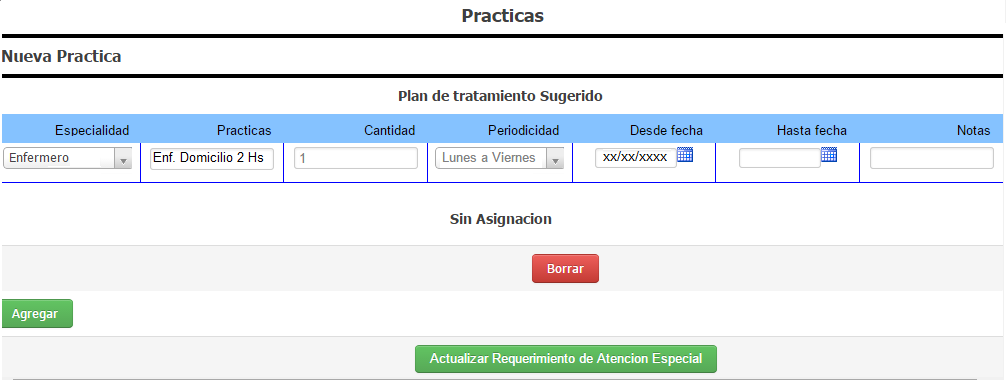 Practicas
Nueva Practica
Plan de tratamiento Sugerido
Especialidad Practicas Cantidad Periodicidad Desde fecha Hasta fecha Notas
Enfermero Enf. Domicilio 2 Hs 1 Lunes a Viernes xx/xx/xxxx
Sin Asignacion
Borrar
Agregar
Actualizar Requerimiento de Atencion Especial